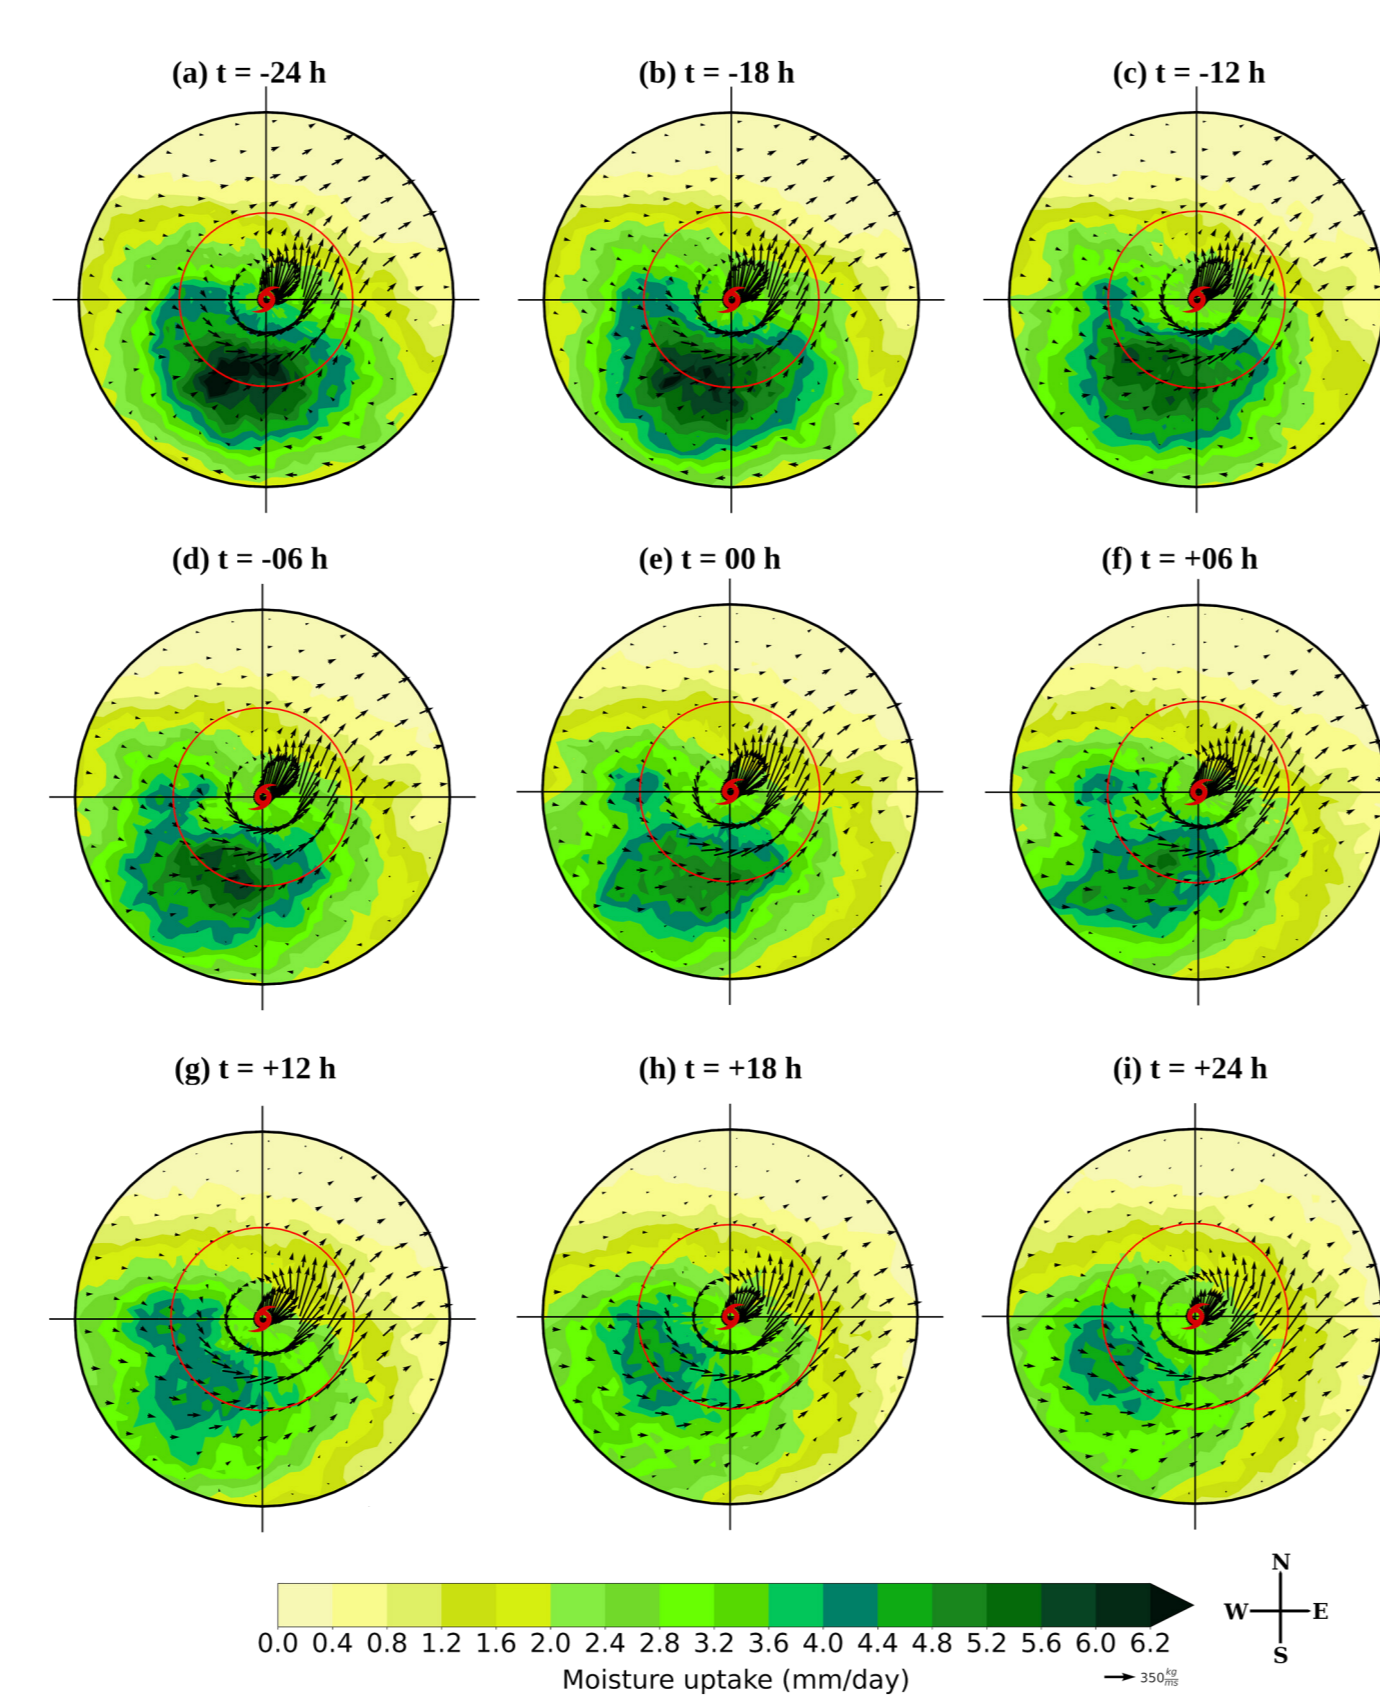 (a) t = -24 h
(b) t = -18 h
(c) t = -12 h
(d) t = -06 h
(e) t = 00 h
(f) t = +06 h
(g) t = +12 h
(h) t = +18 h
(i) t = +24 h
0.0 0.4 0.8 1.2 1.6 2.0 2.4 2.8 3.2 3.6 4.0 4.4 4.8 5.2 5.6 6.0 6.2
Moisture uptake (mm/day)
350 kg/ms
N
W E
S